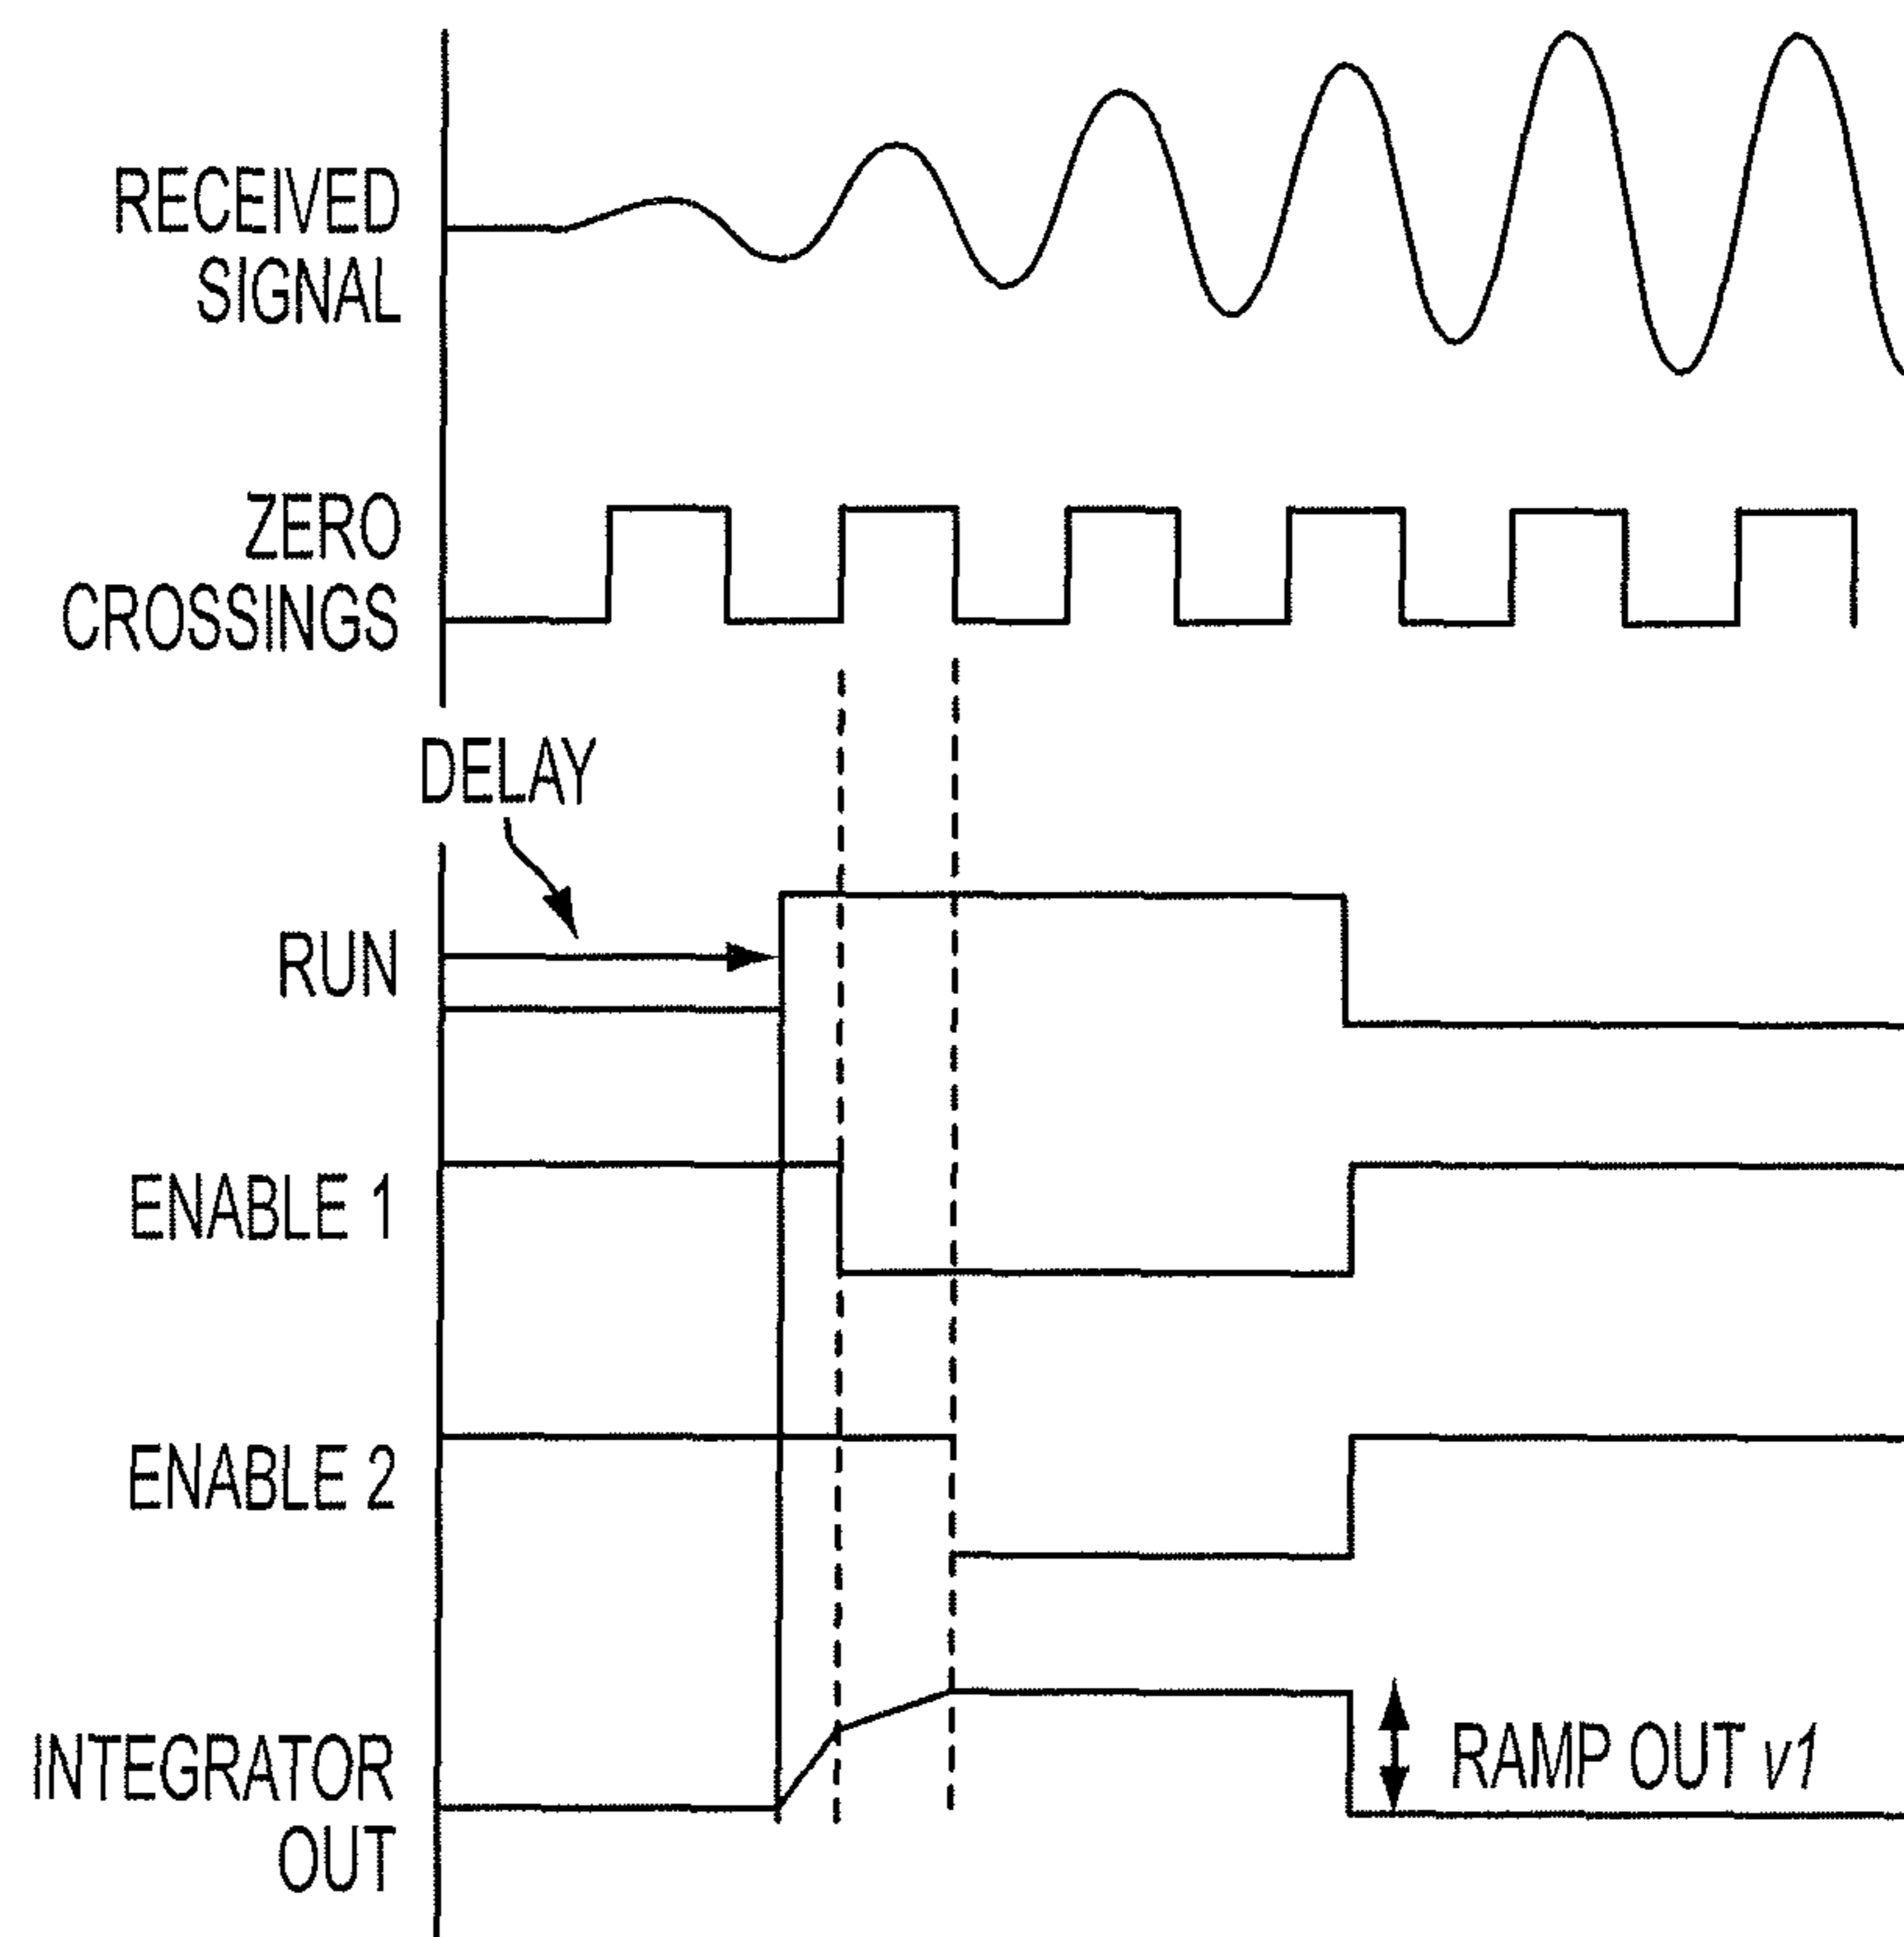 RECEIVED
SIGNAL
ZERO
CROSSINGS
DELAY
RUN
ENABLE 1
ENABLE 2
INTEGRATOR
OUT
RAMP OUT v1